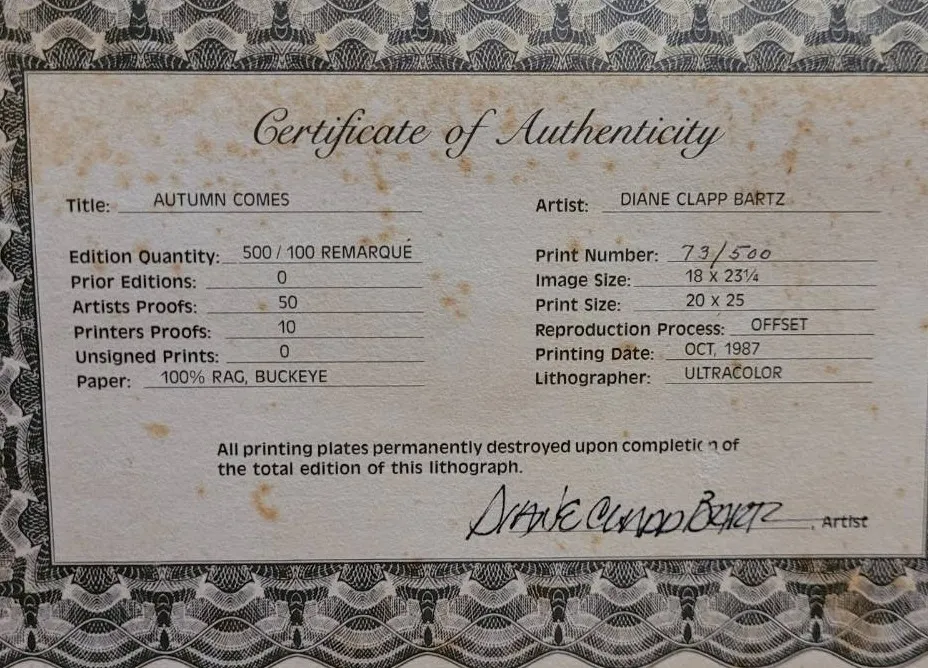 Certificate of Authenticity
Title: AUTUMN COMES
Artist: DIANE CLAPP BARTZ
Edition Quantity: 500 / 100 REMARQUÉ
Prior Editions: 0
Artists Proofs: 50
Printers Proofs: 10
Unsigned Prints: 0
Paper: 100% RAG, BUCKEYE
Print Number: 73/500
Image Size: 18 x 23¼
Print Size: 20 x 25
Reproduction Process: OFFSET
Printing Date: OCT, 1987
Lithographer: ULTRACOLOR
All printing plates permanently destroyed upon completion of
the total edition of this lithograph.
Diane Clapp Bartz, Artist